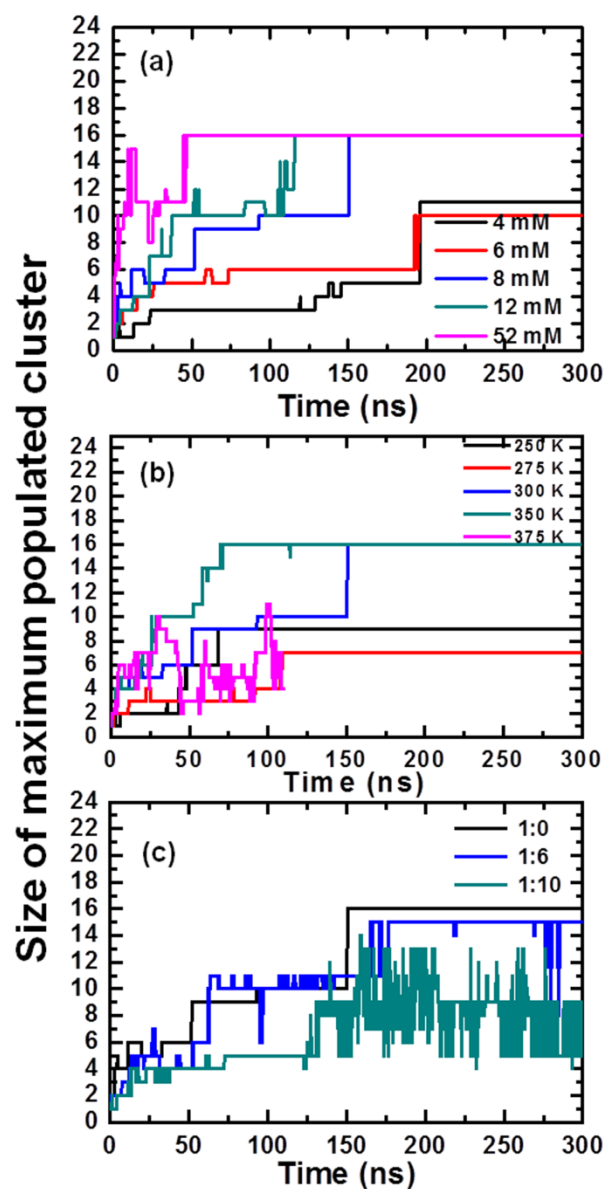 Size of maximum populated cluster
24
22
20
18
16
14
12
10
8
6
4
2
0
(a)
4 mM
6 mM
8 mM
12 mM
52 mM
0 50 100 150 200 250 300
Time (ns)
24
22
20
18
16
14
12
10
8
6
4
2
0
(b)
250 K
275 K
300 K
350 K
375 K
0 50 100 150 200 250 300
Time (ns)
24
22
20
18
16
14
12
10
8
6
4
2
0
(c)
1:0
1:6
1:10
0 50 100 150 200 250 300
Time (ns)